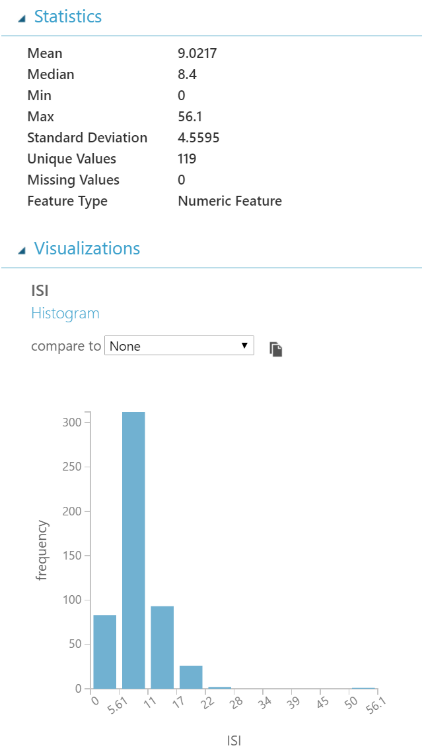 Statistics
Mean 9.0217
Median 8.4
Min 0
Max 56.1
Standard Deviation 4.5595
Unique Values 119
Missing Values 0
Feature Type Numeric Feature
Visualizations
ISI
Histogram
compare to None
300
250
200
150
100
50
0
frequency
0 5.61 11 17 22 28 34 39 45 50 56.1
ISI